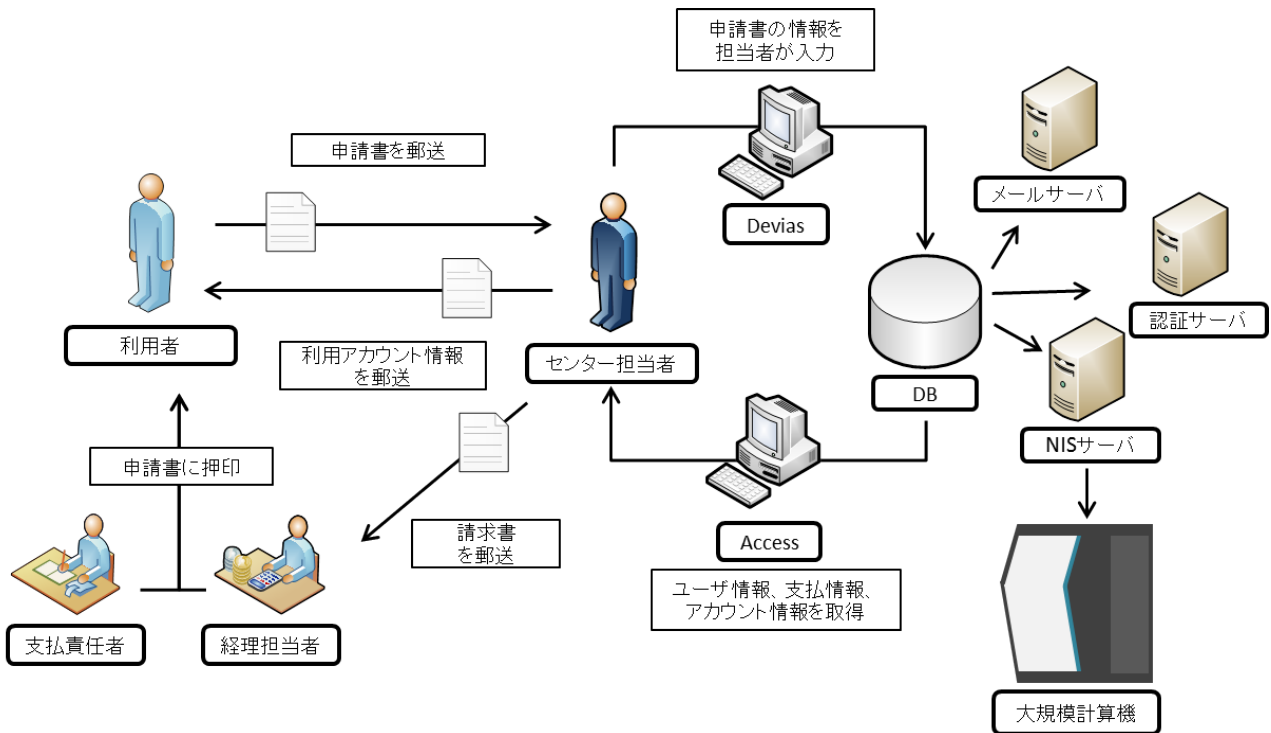 申請書の情報を
担当者が入力
申請書を郵送
Devias
メールサーバ
認証サーバ
利用者
利用アカウント情報
を郵送
センター担当者
DB
NISサーバ
申請書に押印
請求書
を郵送
Access
ユーザ情報、支払情報、
アカウント情報を取得
支払責任者
経理担当者
大規模計算機